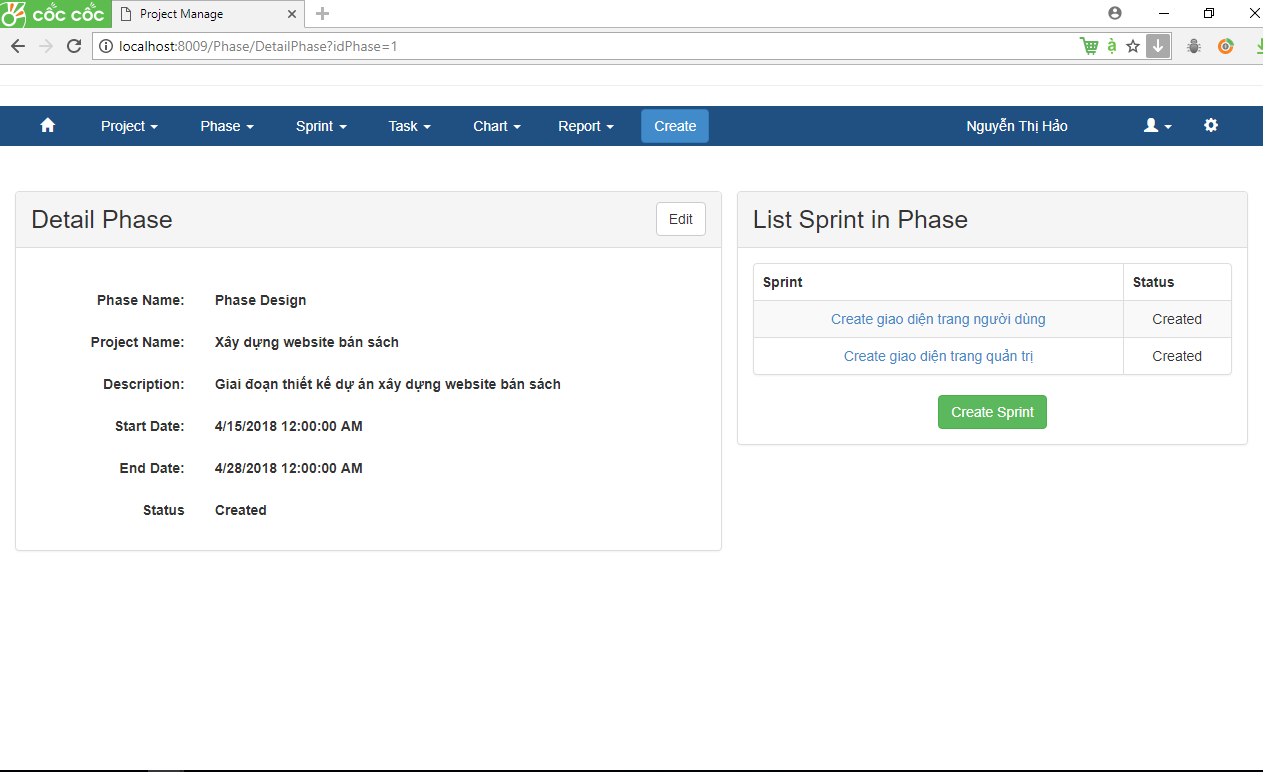 cốc cốc Project Manage
localhost:8009/Phase/DetailPhase?idPhase=1
Project Phase Sprint Task Chart Report Create Nguyễn Thị Hảo
Detail Phase
Edit
Phase Name: Phase Design
Project Name: Xây dựng website bán sách
Description: Giai đoạn thiết kế dự án xây dựng website bán sách
Start Date: 4/15/2018 12:00:00 AM
End Date: 4/28/2018 12:00:00 AM
Status Created
List Sprint in Phase
Sprint Status
Create giao diện trang người dùng Created
Create giao diện trang quản trị Created
Create Sprint